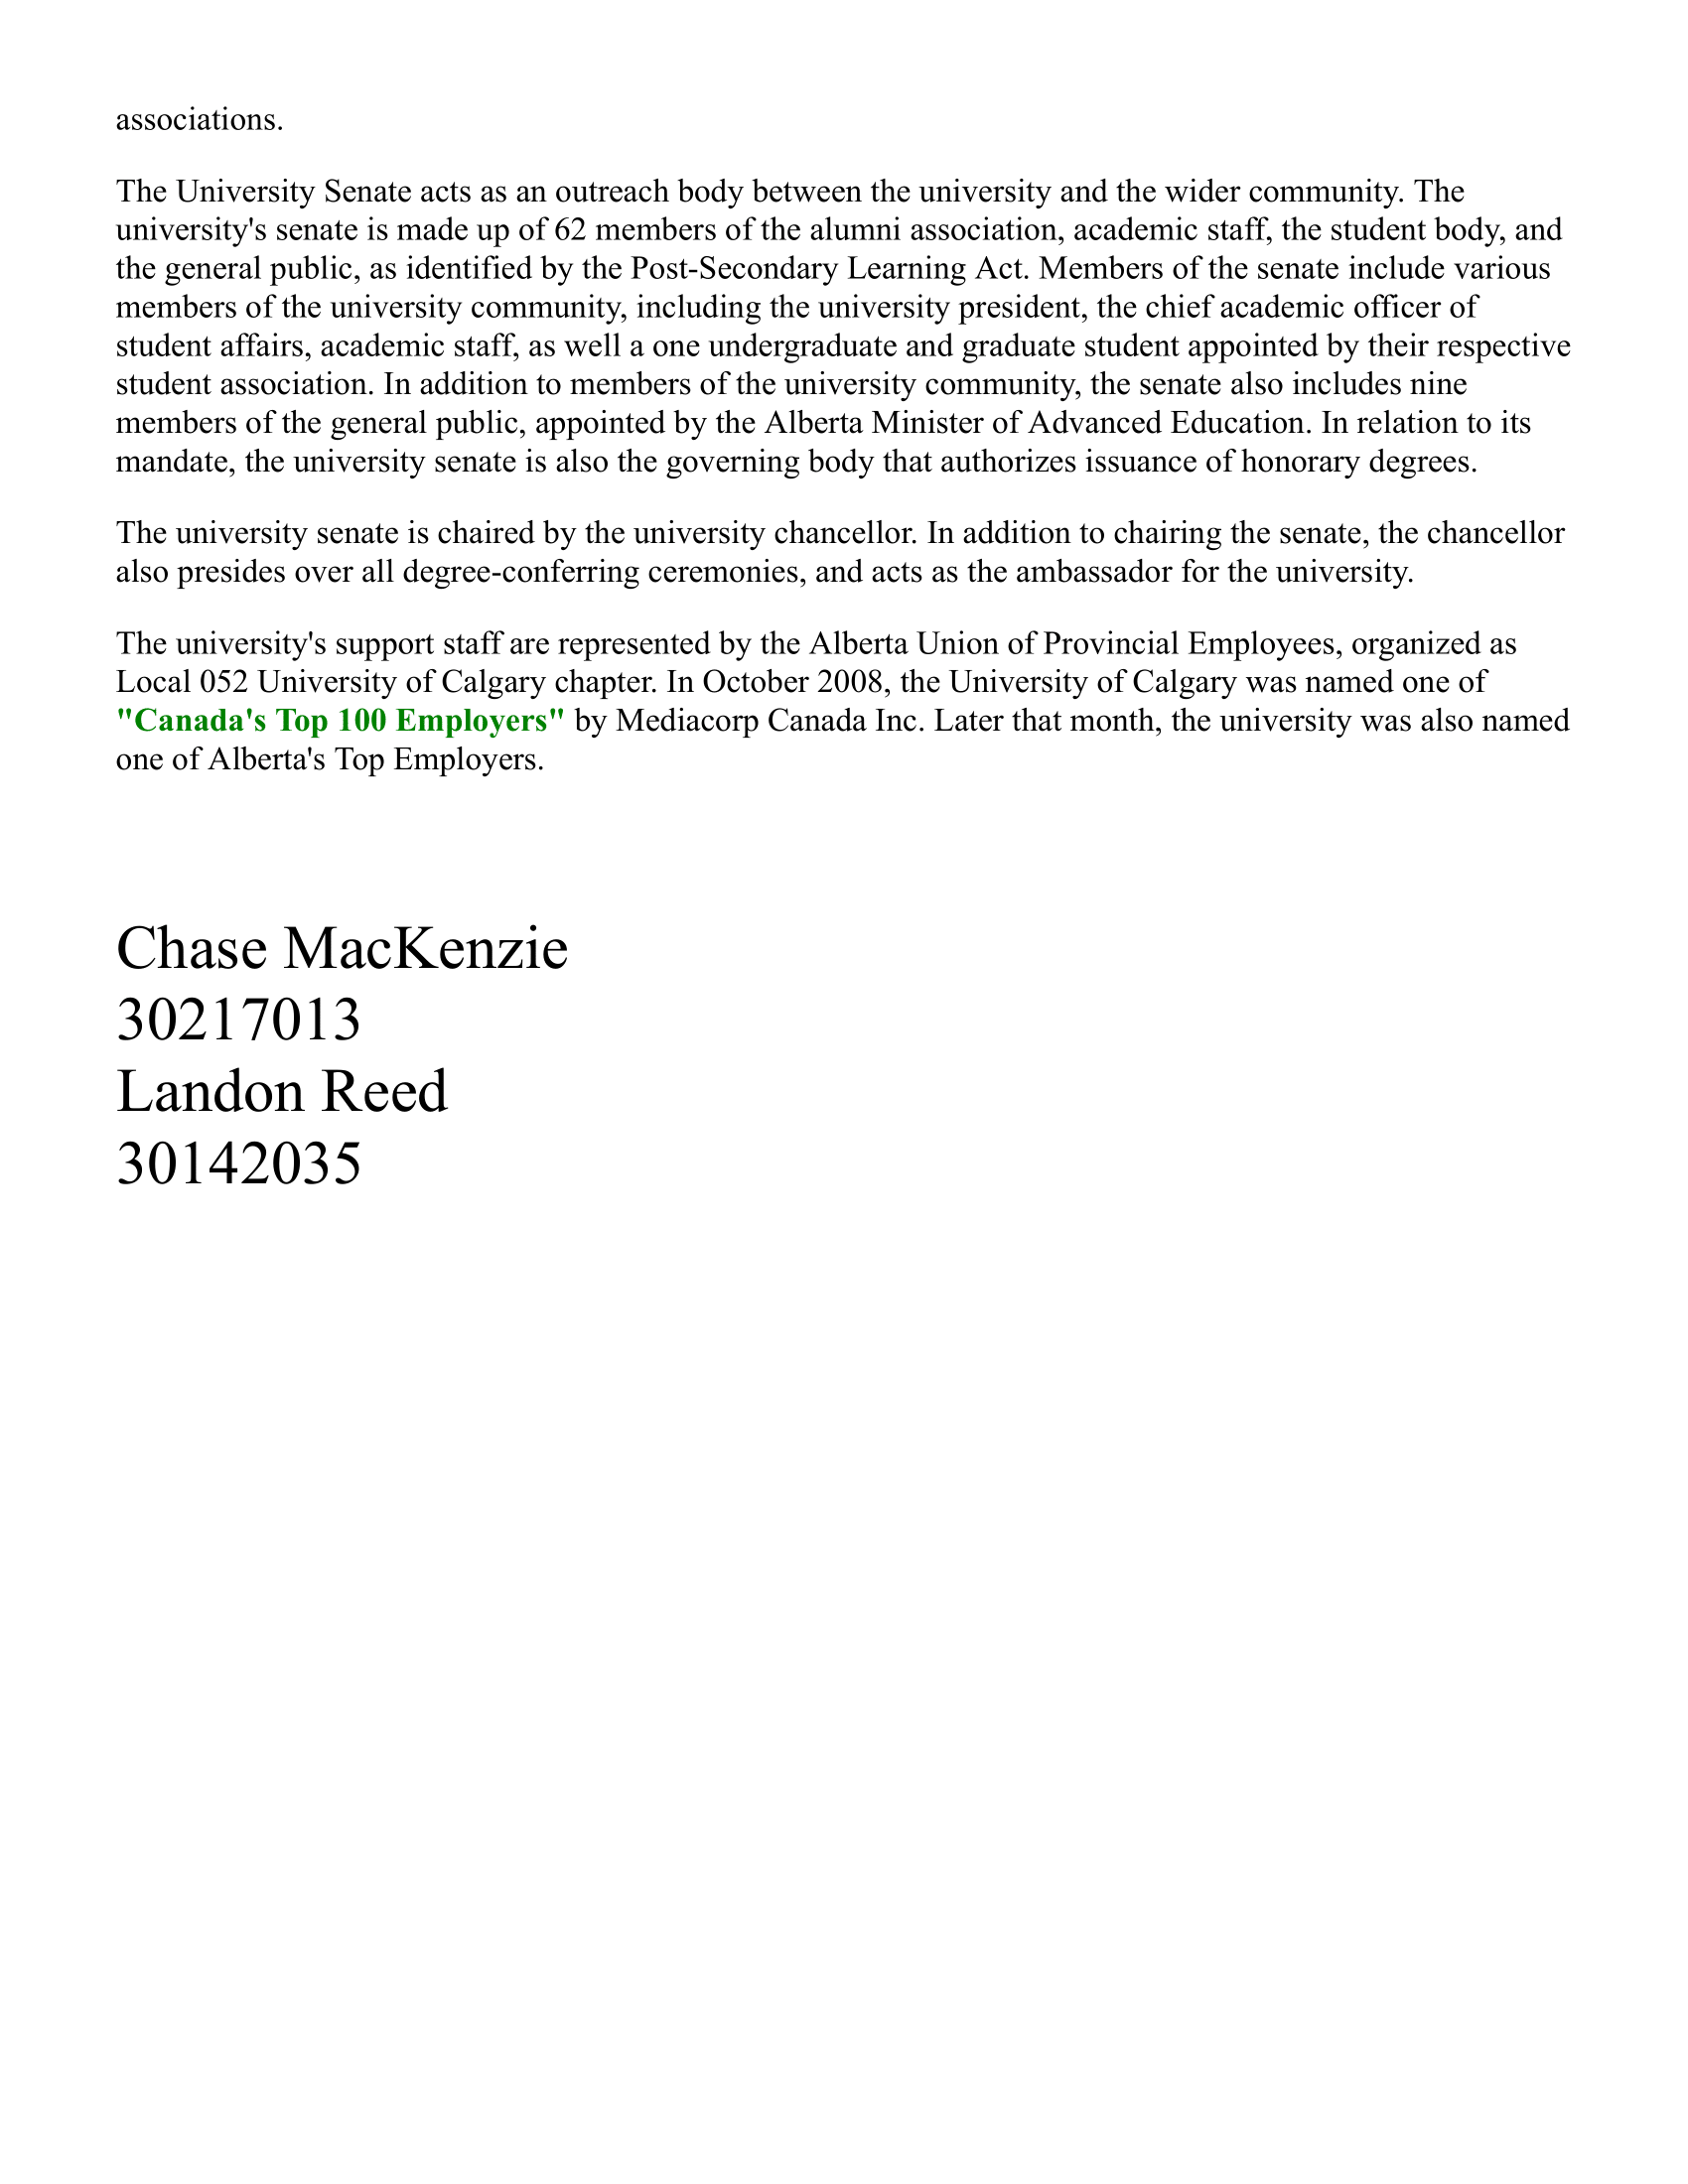 associations.
The University Senate acts as an outreach body between the university and the wider community. The
university's senate is made up of 62 members of the alumni association, academic staff, the student body, and
the general public, as identified by the Post-Secondary Learning Act. Members of the senate include various
members of the university community, including the university president, the chief academic officer of
student affairs, academic staff, as well a one undergraduate and graduate student appointed by their respective
student association. In addition to members of the university community, the senate also includes nine
members of the general public, appointed by the Alberta Minister of Advanced Education. In relation to its
mandate, the university senate is also the governing body that authorizes issuance of honorary degrees.
The university senate is chaired by the university chancellor. In addition to chairing the senate, the chancellor
also presides over all degree-conferring ceremonies, and acts as the ambassador for the university.
The university's support staff are represented by the Alberta Union of Provincial Employees, organized as
Local 052 University of Calgary chapter. In October 2008, the University of Calgary was named one of
"Canada's Top 100 Employers" by Mediacorp Canada Inc. Later that month, the university was also named
one of Alberta's Top Employers.
Chase MacKenzie
30217013
Landon Reed
30142035